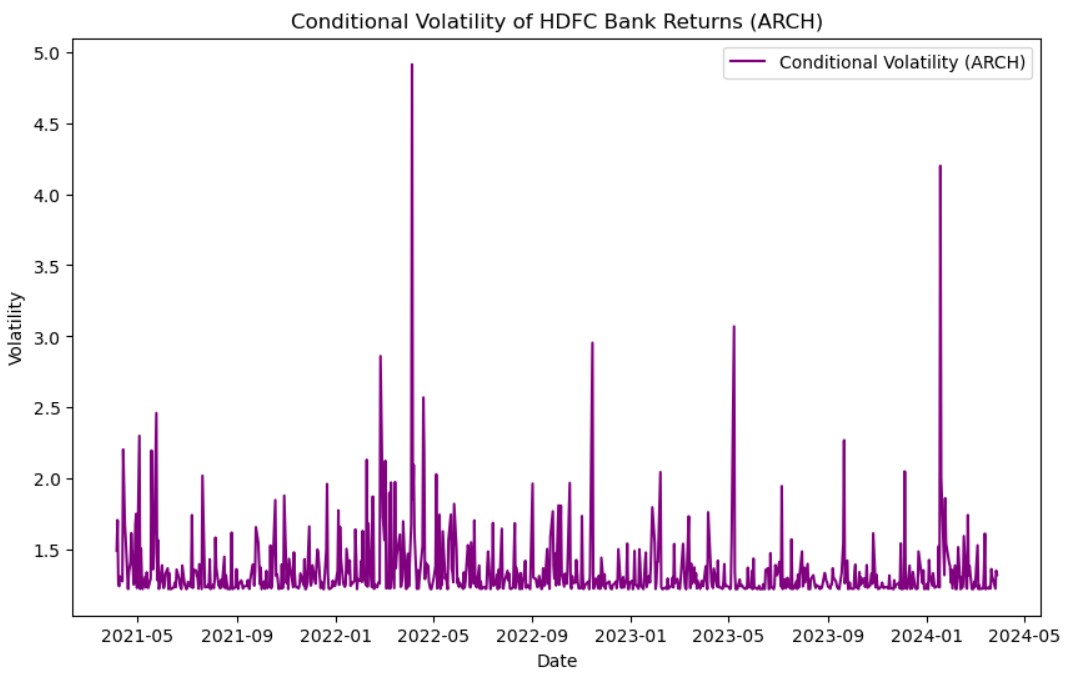 Conditional Volatility of HDFC Bank Returns (ARCH)
Conditional Volatility (ARCH)
Volatility
5.0
4.5
4.0
3.5
3.0
2.5
2.0
1.5
2021-05 2021-09 2022-01 2022-05 2022-09 2023-01 2023-05 2023-09 2024-01 2024-05
Date